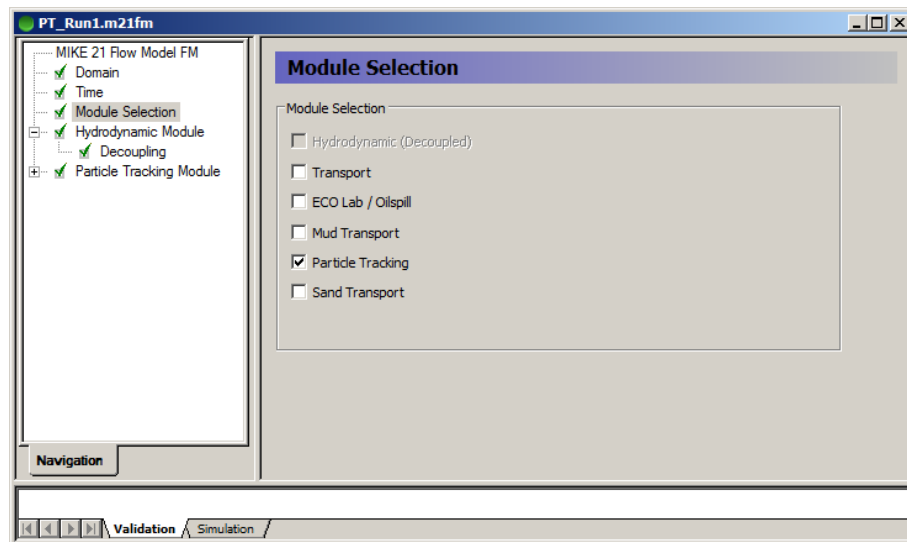 PT_Run1.m21fm
MIKE 21 Flow Model FM
Domain
Time
Module Selection
Hydrodynamic Module
Decoupling
Particle Tracking Module
Navigation
Module Selection
Module Selection
Hydrodynamic (Decoupled)
Transport
ECO Lab / Oilspill
Mud Transport
Particle Tracking
Sand Transport
Validation
Simulation